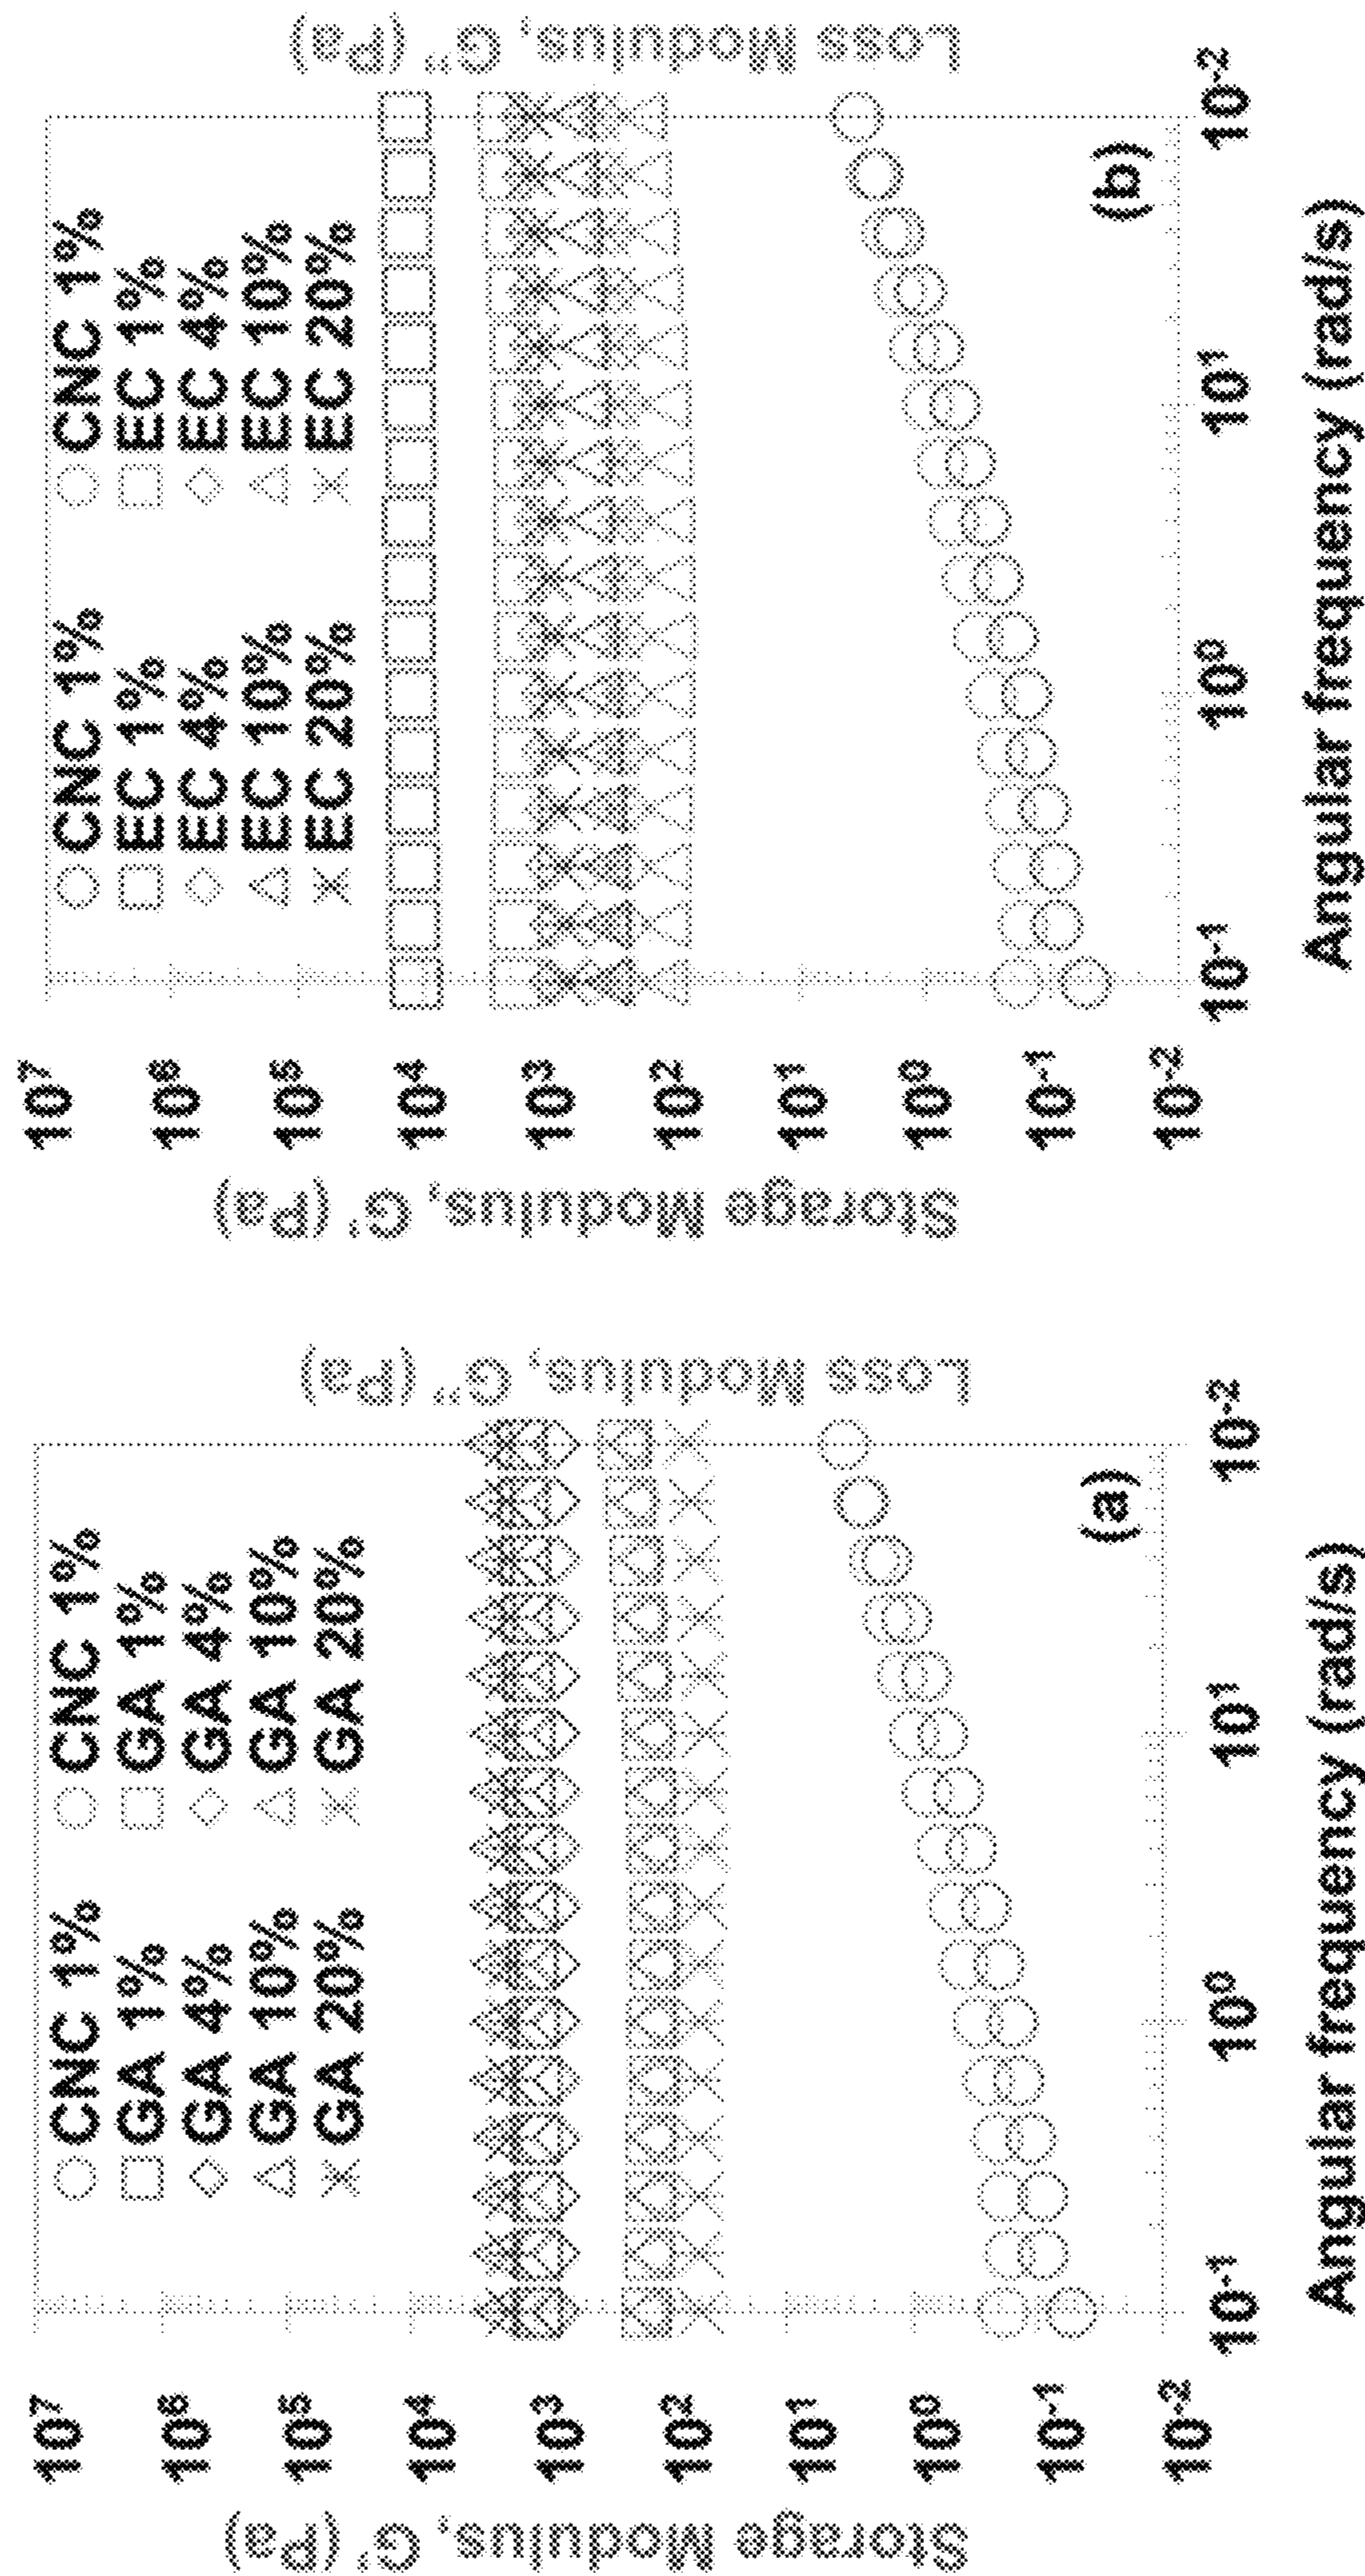 Storage Modulus, G' (Pa)
10⁷
10⁶
10⁵
10⁴
10³
10²
10¹
10⁰
10⁻¹
10⁻²
CNC 1% CNC 1%
GA 1% GA 1%
GA 4% GA 4%
GA 10% GA 10%
GA 20% GA 20%
(a)
Loss Modulus, G" (Pa)
10⁻¹ 10⁰ 10¹ 10⁻²
Angular frequency (rad/s)
Storage Modulus, G' (Pa)
10⁷
10⁶
10⁵
10⁴
10³
10²
10¹
10⁰
10⁻¹
10⁻²
CNC 1% CNC 1%
EC 1% EC 1%
EC 4% EC 4%
EC 10% EC 10%
EC 20% EC 20%
(b)
Loss Modulus, G" (Pa)
10⁻¹ 10⁰ 10¹ 10⁻²
Angular frequency (rad/s)